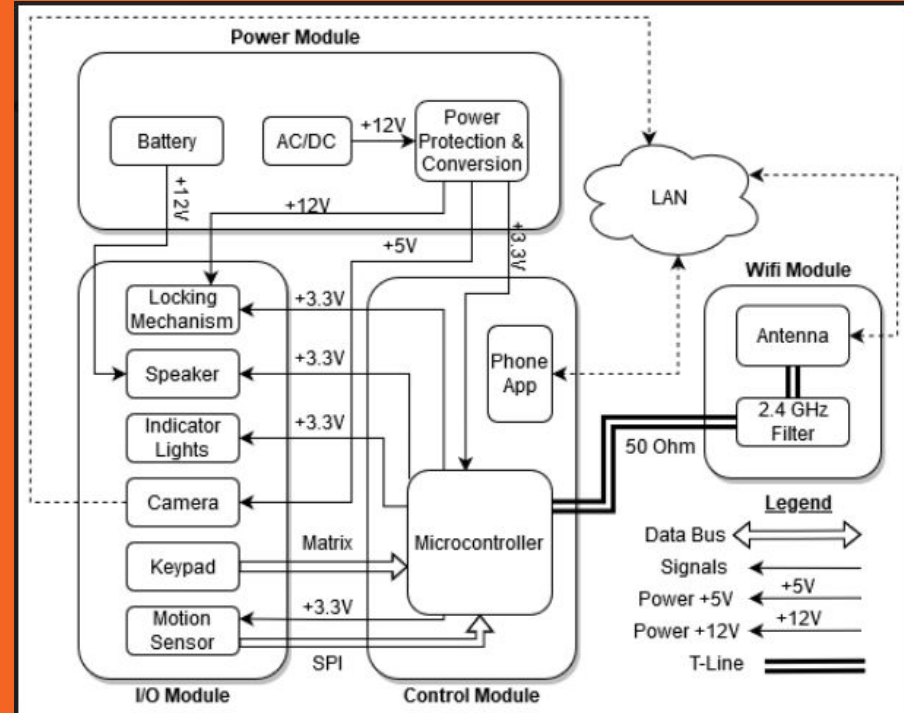 Power Module
Battery
AC/DC
+12V
Power
Protection &
Conversion
+12V
+12V
+5V
+3.3V
LAN
Wifi Module
Antenna
2.4 GHz
Filter
50 Ohm
Locking
Mechanism
+3.3V
Speaker
+3.3V
Indicator
Lights
+3.3V
Camera
Keypad
Matrix
Motion
Sensor
+3.3V
SPI
I/O Module
Phone
App
Microcontroller
Control Module
Legend
Data Bus
Signals
Power +5V
+5V
Power +12V
+12V
T-Line